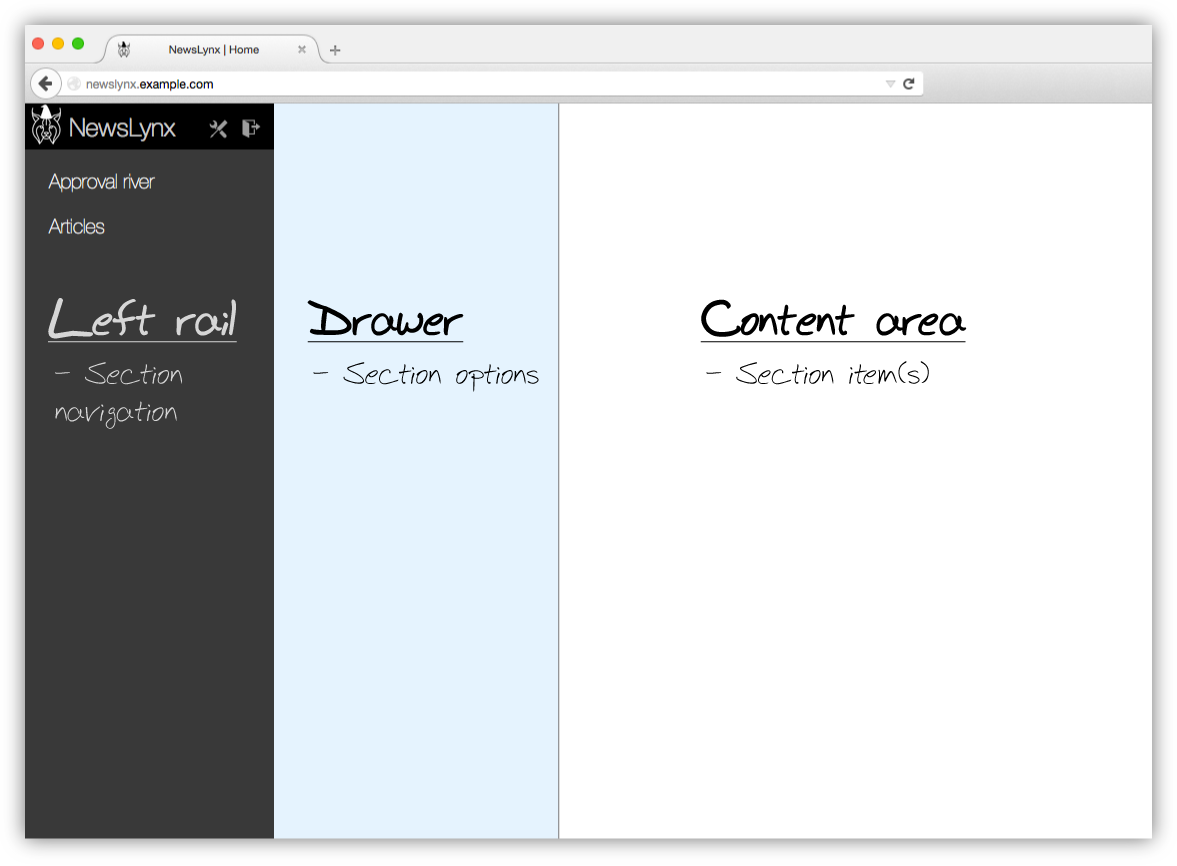 NewsLynx | Home
newslynx.example.com
NewsLynx
Approval river
Articles
Left rail
- Section
navigation
Drawer
- Section options
Content area
- Section item(s)